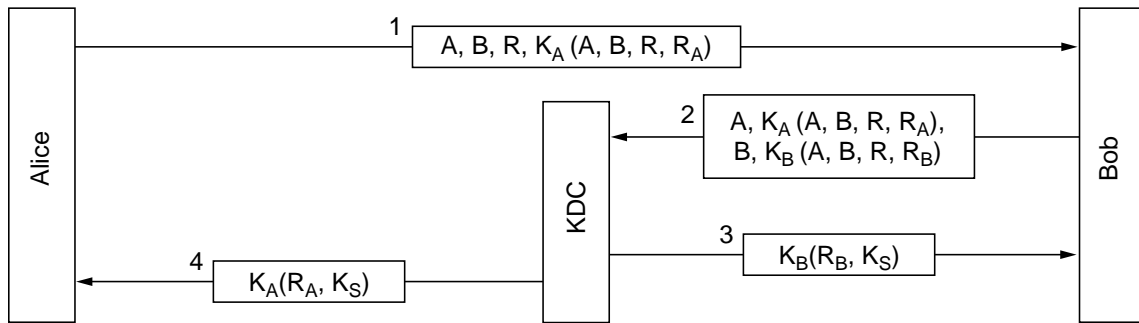 1
A, B, R, K_A (A, B, R, R_A)
Alice
2
A, K_A (A, B, R, R_A),
B, K_B (A, B, R, R_B)
KDC
Bob
3
K_B(R_B, K_S)
4
K_A(R_A, K_S)